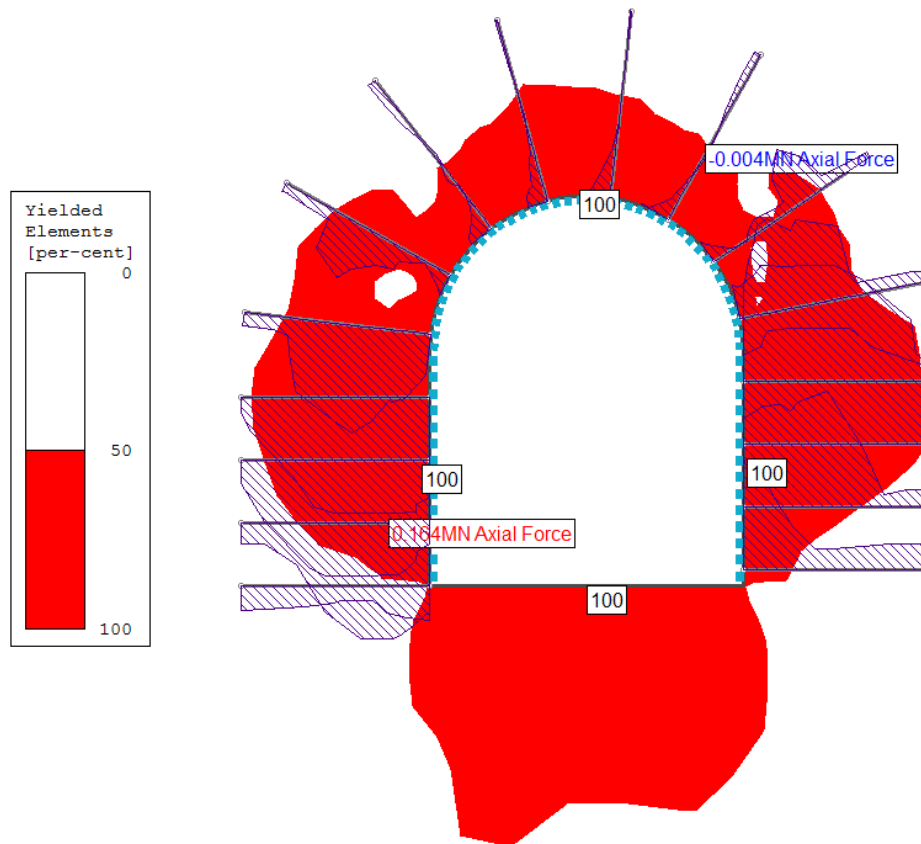 Yielded
Elements
[per-cent]
0
50
100
-0.004MN Axial Force
100
100
100
0.164MN Axial Force
100